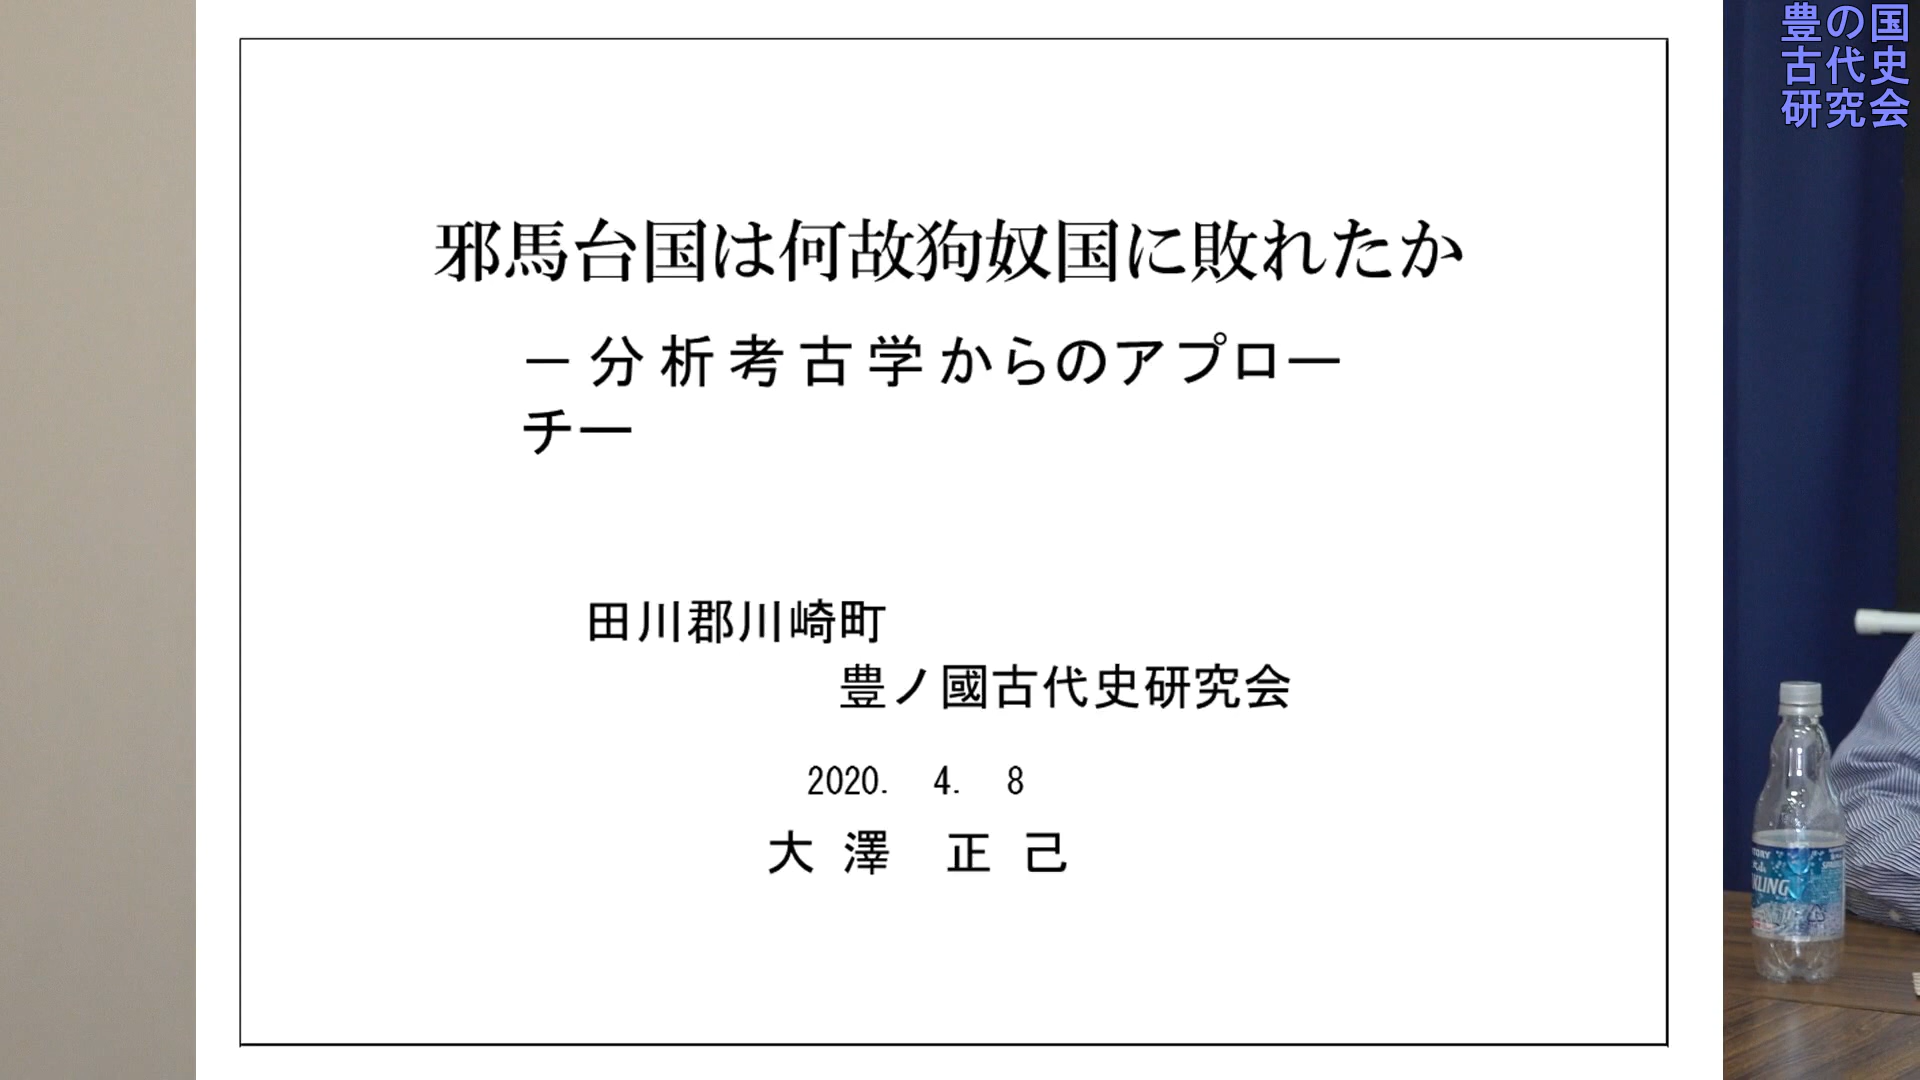 邪馬台国は何故狗奴国に敗れたか
－分析考古学からのアプロー
チー
田川郡川崎町
豊ノ國古代史研究会
2020. 4. 8
大澤 正己
豊の国
古代史
研究会
KLING